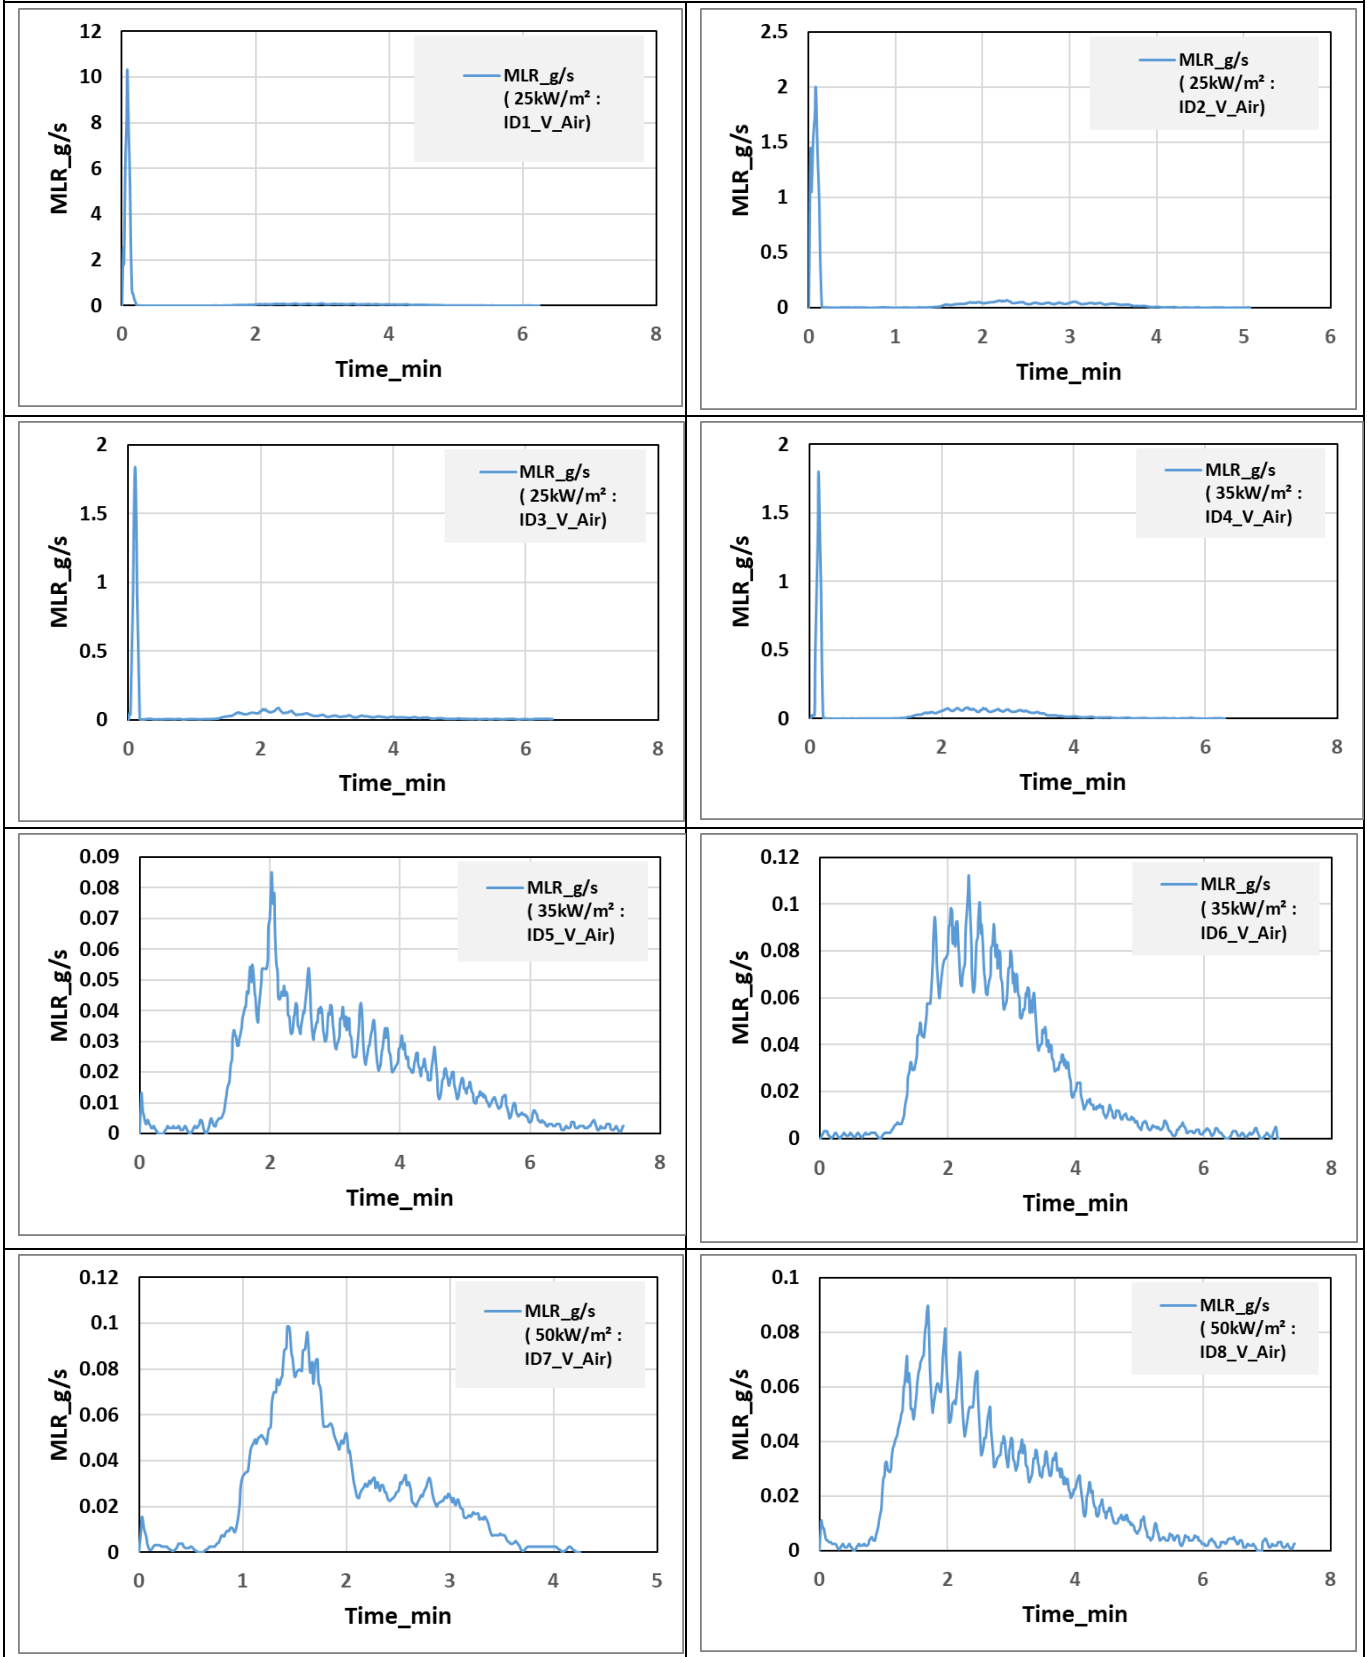 12
10
8
6
4
2
0
MLR_g/s
MLR_g/s
( 25kW/m² :
ID1_V_Air)
0 2 4 6 8
Time_min
2.5
2
1.5
1
0.5
0
MLR_g/s
MLR_g/s
( 25kW/m² :
ID2_V_Air)
0 1 2 3 4 5 6
Time_min
2
1.5
1
0.5
0
MLR_g/s
MLR_g/s
( 25kW/m² :
ID3_V_Air)
0 2 4 6 8
Time_min
2
1.5
1
0.5
0
MLR_g/s
MLR_g/s
( 35kW/m² :
ID4_V_Air)
0 2 4 6 8
Time_min
0.09
0.08
0.07
0.06
0.05
0.04
0.03
0.02
0.01
0
MLR_g/s
MLR_g/s
( 35kW/m² :
ID5_V_Air)
0 2 4 6 8
Time_min
0.12
0.1
0.08
0.06
0.04
0.02
0
MLR_g/s
MLR_g/s
( 35kW/m² :
ID6_V_Air)
0 2 4 6 8
Time_min
0.12
0.1
0.08
0.06
0.04
0.02
0
MLR_g/s
MLR_g/s
( 50kW/m² :
ID7_V_Air)
0 1 2 3 4 5
Time_min
0.1
0.08
0.06
0.04
0.02
0
MLR_g/s
MLR_g/s
( 50kW/m² :
ID8_V_Air)
0 2 4 6 8
Time_min